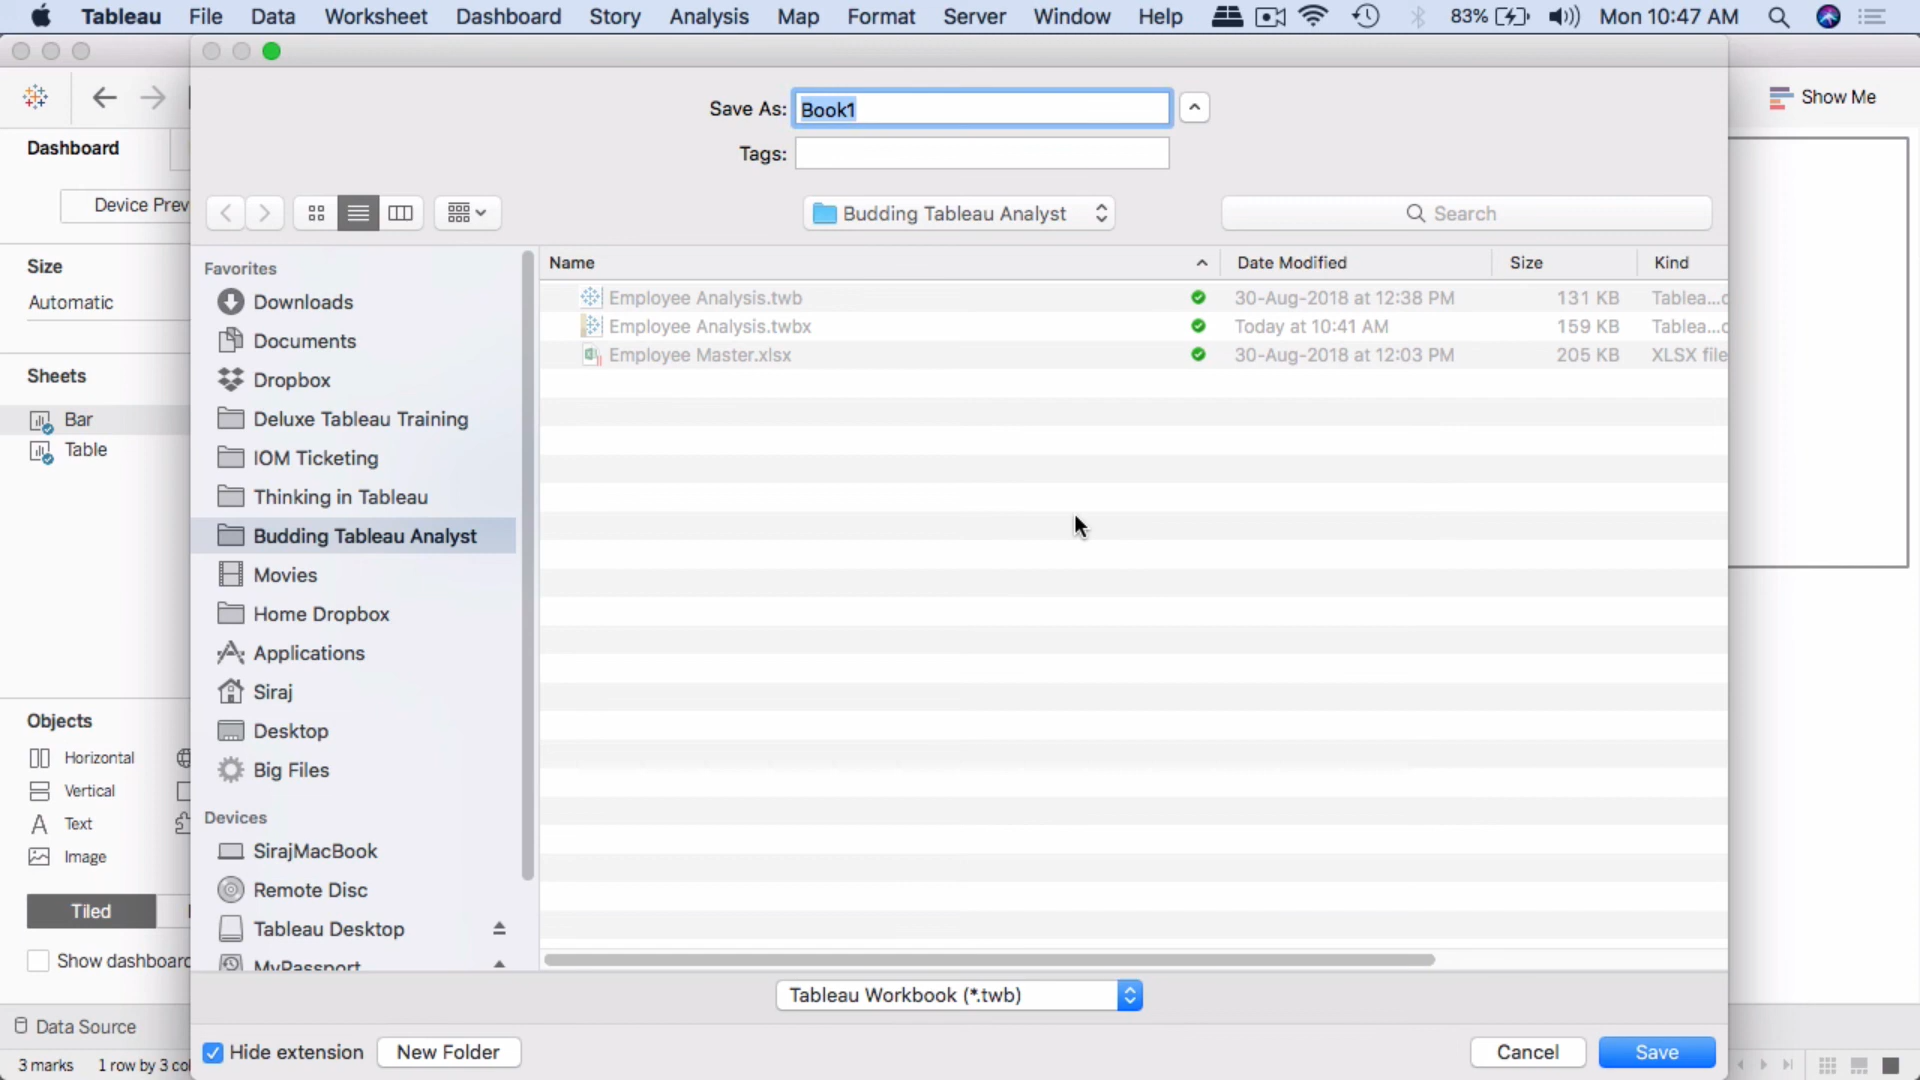 Tableau File Data Worksheet Dashboard Story Analysis Map Format Server Window Help 83% Mon 10:47 AM
Save As: Book1
Show Me
Dashboard
Tags:
Device Prev
Budding Tableau Analyst
Search
Size
Automatic
Sheets
Bar
Table
Favorites
Downloads
Documents
Dropbox
Deluxe Tableau Training
IOM Ticketing
Thinking in Tableau
Budding Tableau Analyst
Movies
Home Dropbox
Applications
Siraj
Desktop
Big Files
Devices
SirajMacBook
Remote Disc
Tableau Desktop
MyPassport
Name Date Modified Size Kind
Employee Analysis.twb 30-Aug-2018 at 12:38 PM 131 KB Tablea...c
Employee Analysis.twbx Today at 10:41 AM 159 KB Tablea...c
Employee Master.xlsx 30-Aug-2018 at 12:03 PM 205 KB XLSX file
Objects
Horizontal
Vertical
Text
Image
Tiled
Show dashboard
Tableau Workbook (*.twb)
Data Source
Hide extension New Folder Cancel Save
3 marks 1 row by 3 col